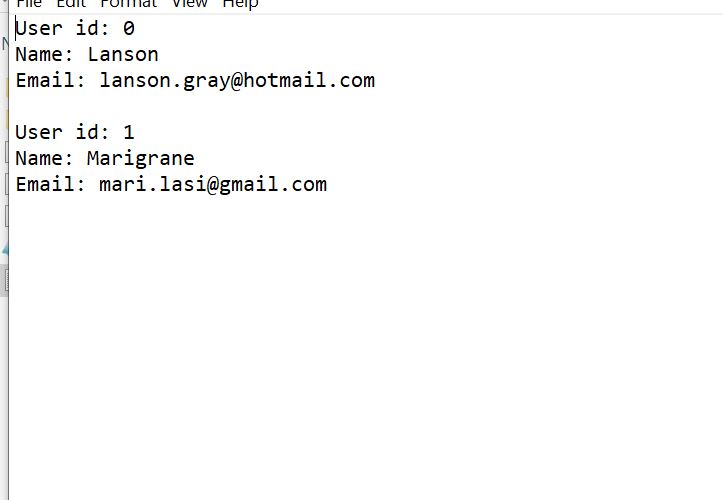 File Edit Format View Help
User id: 0
Name: Lanson
Email: lanson.gray@hotmail.com
User id: 1
Name: Marigrane
Email: mari.lasi@gmail.com